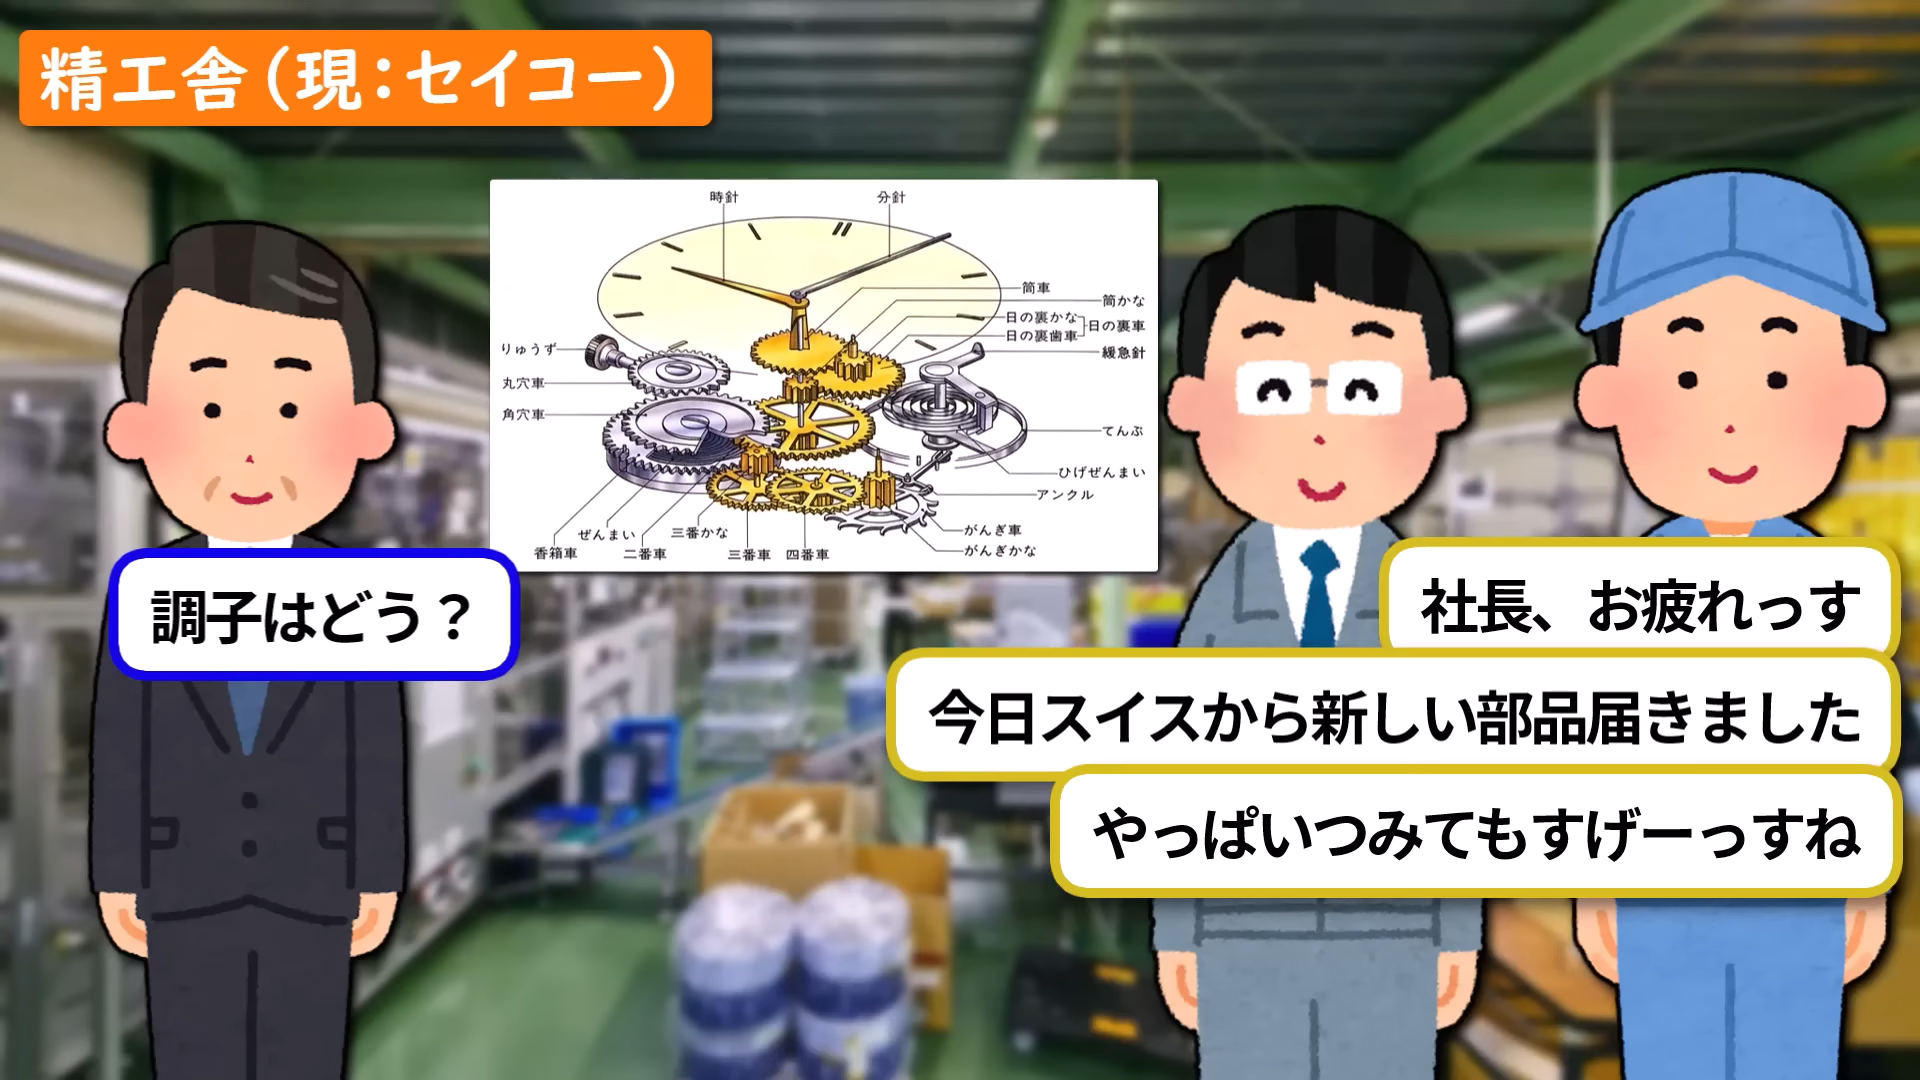 精工舎（現：セイコー）
時針
分針
筒車
筒かな
日の裏かな
日の裏車
日の裏歯車
緩急針
りゅうず
丸穴車
角穴車
てんぷ
ひげぜんまい
アンクル
がんぎ車
がんぎかな
ぜんまい
三番かな
香箱車
二番車
三番車
四番車
調子はどう？
社長、お疲れっす
今日スイスから新しい部品届きました
やっぱいつみてもすげーっすね